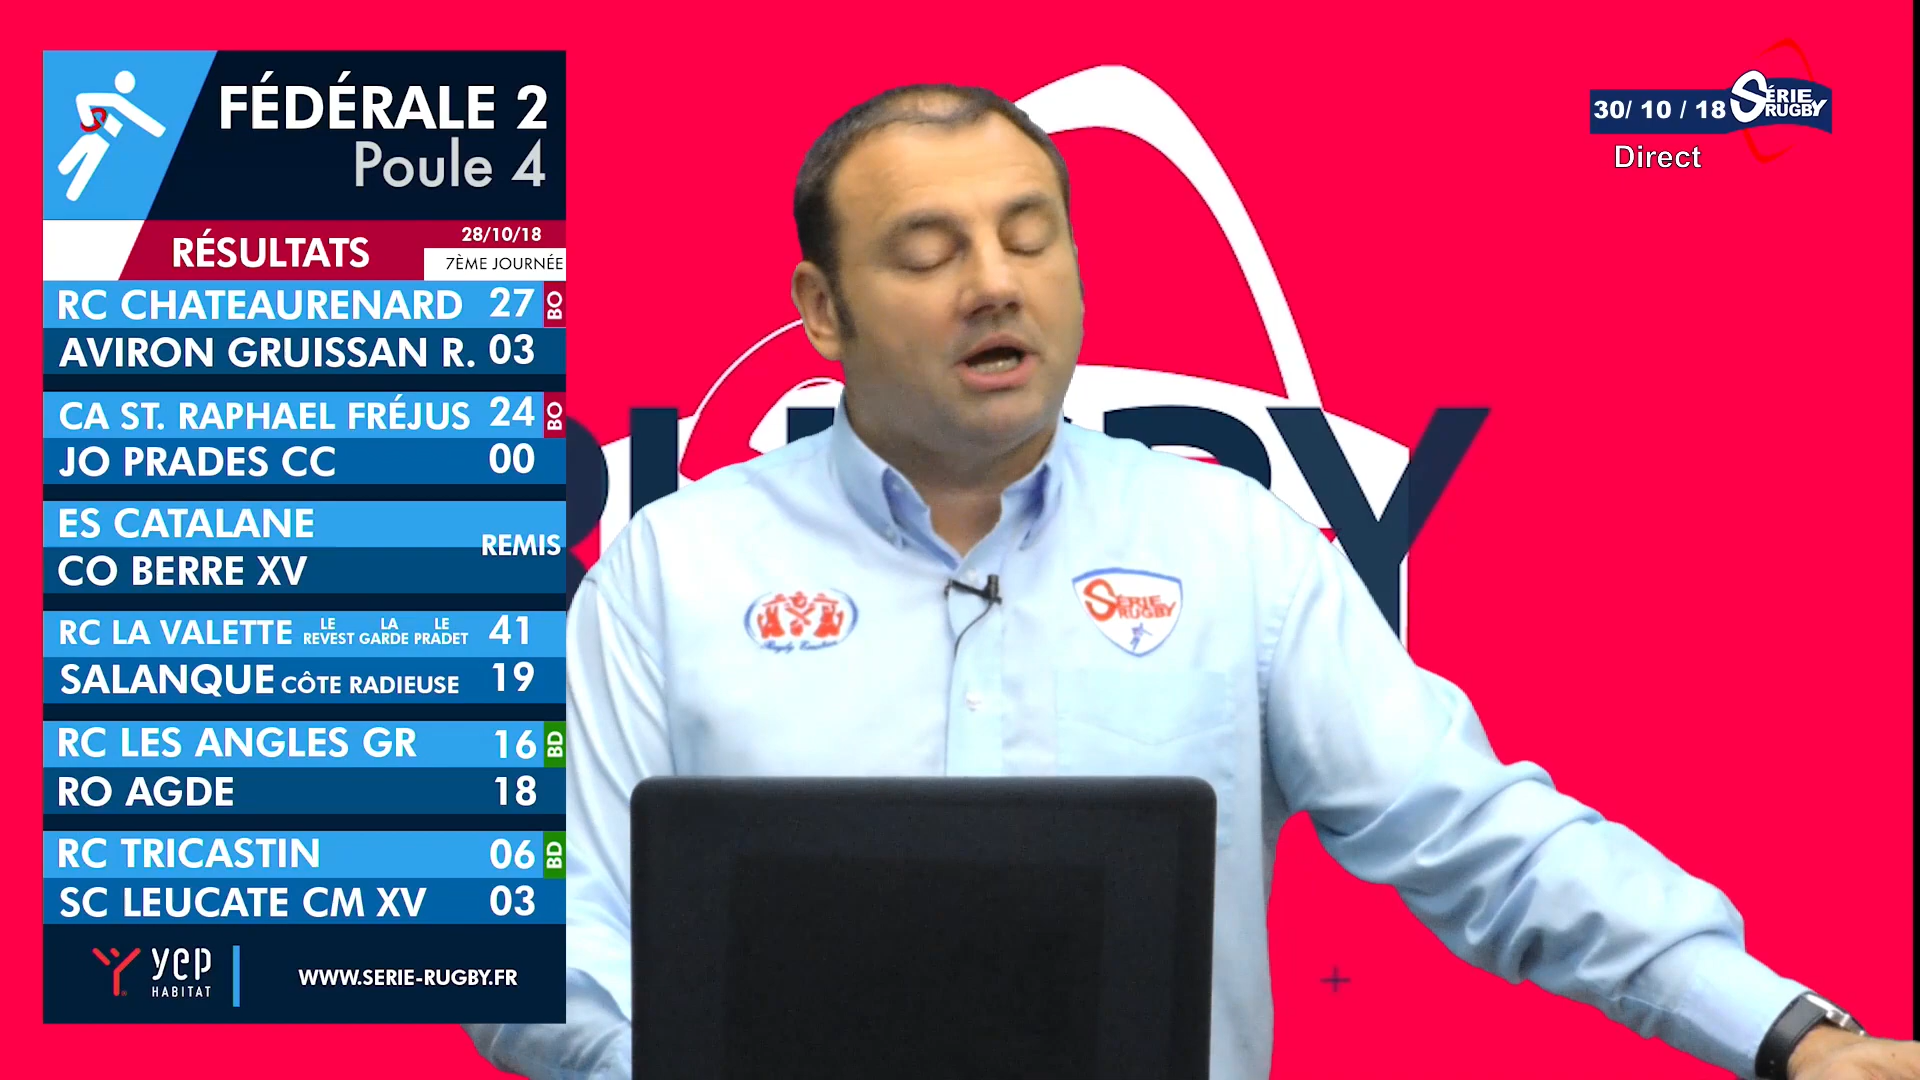 FÉDÉRALE 2
Poule 4
RÉSULTATS
28/10/18
7ÈME JOURNÉE
RC CHATEAURENARD 27 BO
AVIRON GRUISSAN R. 03
CA ST. RAPHAEL FRÉJUS 24 BO
JO PRADES CC 00
ES CATALANE
REMIS
CO BERRE XV
RC LA VALETTE LE REVEST LA GARDE LE PRADET 41
SALANQUE CÔTE RADIEUSE 19
RC LES ANGLES GR 16 BD
RO AGDE 18
RC TRICASTIN 06 BD
SC LEUCATE CM XV 03
yep
HABITAT
WWW.SERIE-RUGBY.FR
30/ 10 / 18
SÉRIE
RUGBY
Direct
RUGBY
SÉRIE
RUGBY